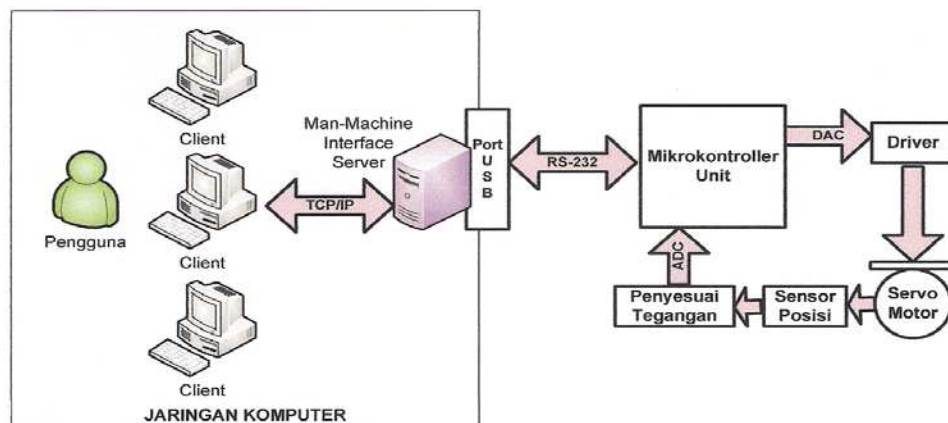 Client
Man-Machine
Interface
Server
Pengguna
TCP/IP
Client
Client
JARINGAN KOMPUTER
Port
U
S
B
RS-232
Mikrokontroller
Unit
DAC
Driver
ADC
Penyesuai
Tegangan
Sensor
Posisi
Servo
Motor